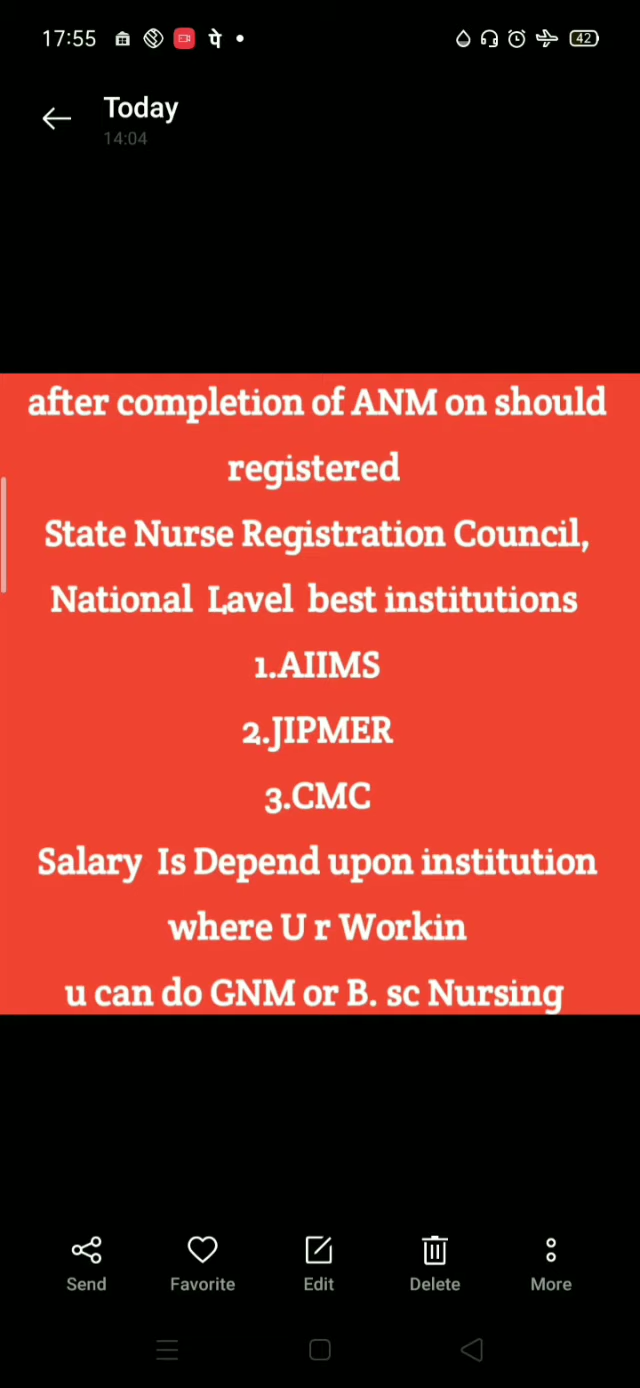 17:55 पे 42
Today
14:04
after completion of ANM on should
registered
State Nurse Registration Council,
National Lavel best institutions
1.AIIMS
2.JIPMER
3.CMC
Salary Is Depend upon institution
where U r Workin
u can do GNM or B. sc Nursing
Send Favorite Edit Delete More